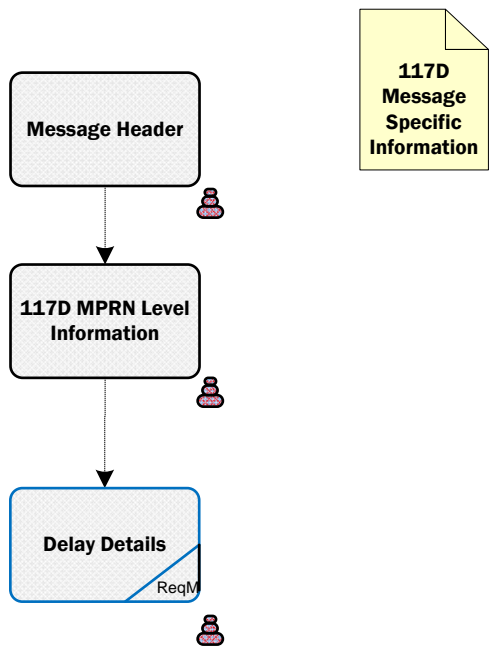 117D
Message
Specific
Information
Message Header
117D MPRN Level
Information
Delay Details
ReqM